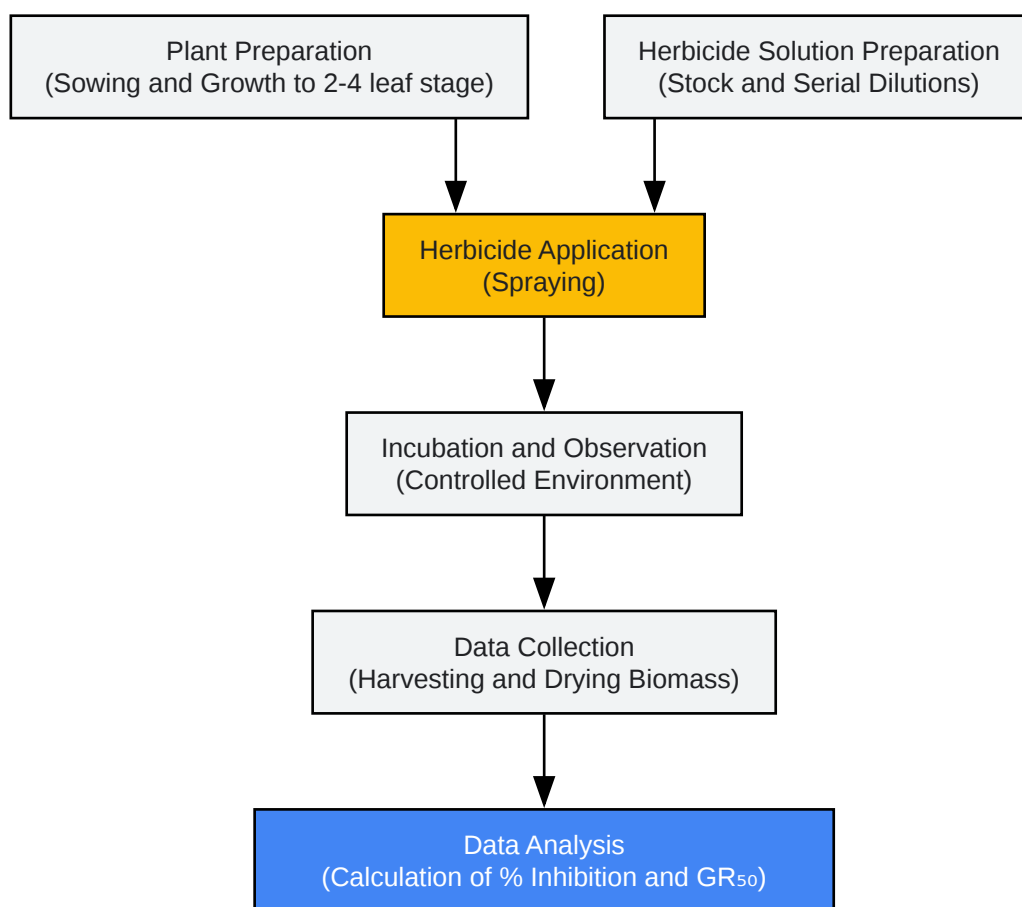 Plant Preparation
(Sowing and Growth to 2-4 leaf stage)
Herbicide Solution Preparation
(Stock and Serial Dilutions)
Herbicide Application
(Spraying)
Incubation and Observation
(Controlled Environment)
Data Collection
(Harvesting and Drying Biomass)
Data Analysis
(Calculation of % Inhibition and GR₅₀)